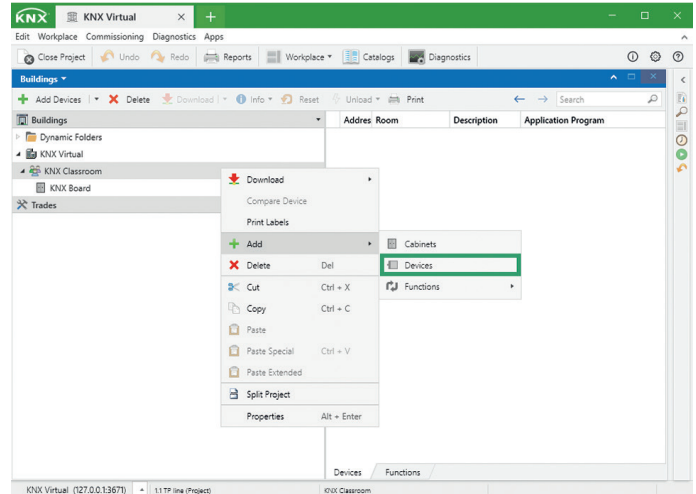 KNX KNX Virtual
Edit Workplace Commissioning Diagnostics Apps
Close Project Undo Redo Reports Workplace Catalogs Diagnostics
Buildings
Add Devices Delete Download Info Reset Unload Print Search
Buildings
Addres Room Description Application Program
Dynamic Folders
KNX Virtual
KNX Classroom
KNX Board
Trades
Download
Compare Device
Print Labels
Add
Delete Del
Cut Ctrl + X
Copy Ctrl + C
Paste
Paste Special Ctrl + V
Paste Extended
Split Project
Properties Alt + Enter
Cabinets
Devices
Functions
Devices Functions
KNX Virtual (127.0.0.1:3671) 1.1 TP line (Project) KNX Classroom